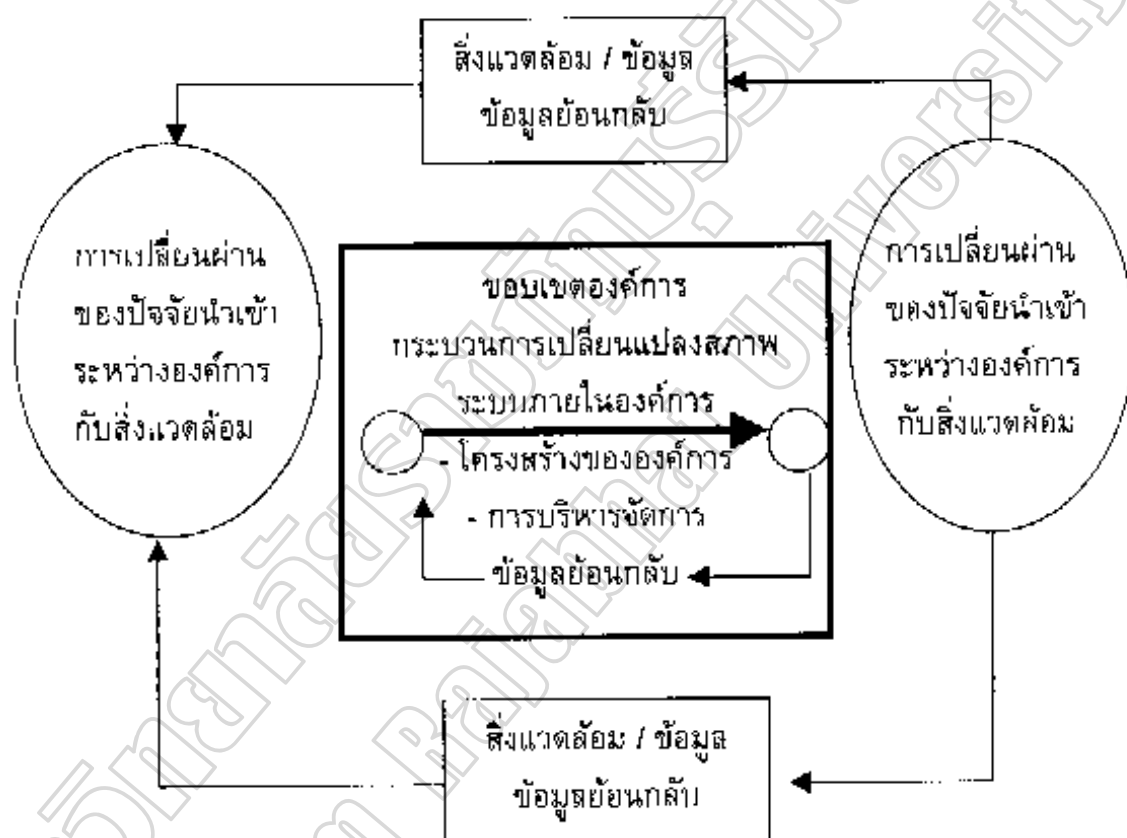 สิ่งแวดล้อม / ข้อมูล
ข้อมูลย้อนกลับ
การเปลี่ยนผ่าน
ของปัจจัยนำเข้า
ระหว่างองค์การ
กับสิ่งแวดล้อม
ขอบเขตองค์การ
กระบวนการเปลี่ยนแปลงสภาพ
ระบบภายในองค์การ
- โครงสร้างขององค์การ
- การบริหารจัดการ
ข้อมูลย้อนกลับ
การเปลี่ยนผ่าน
ของปัจจัยนำเข้า
ระหว่างองค์การ
กับสิ่งแวดล้อม
สิ่งแวดล้อม / ข้อมูล
ข้อมูลย้อนกลับ
Rajabhat University